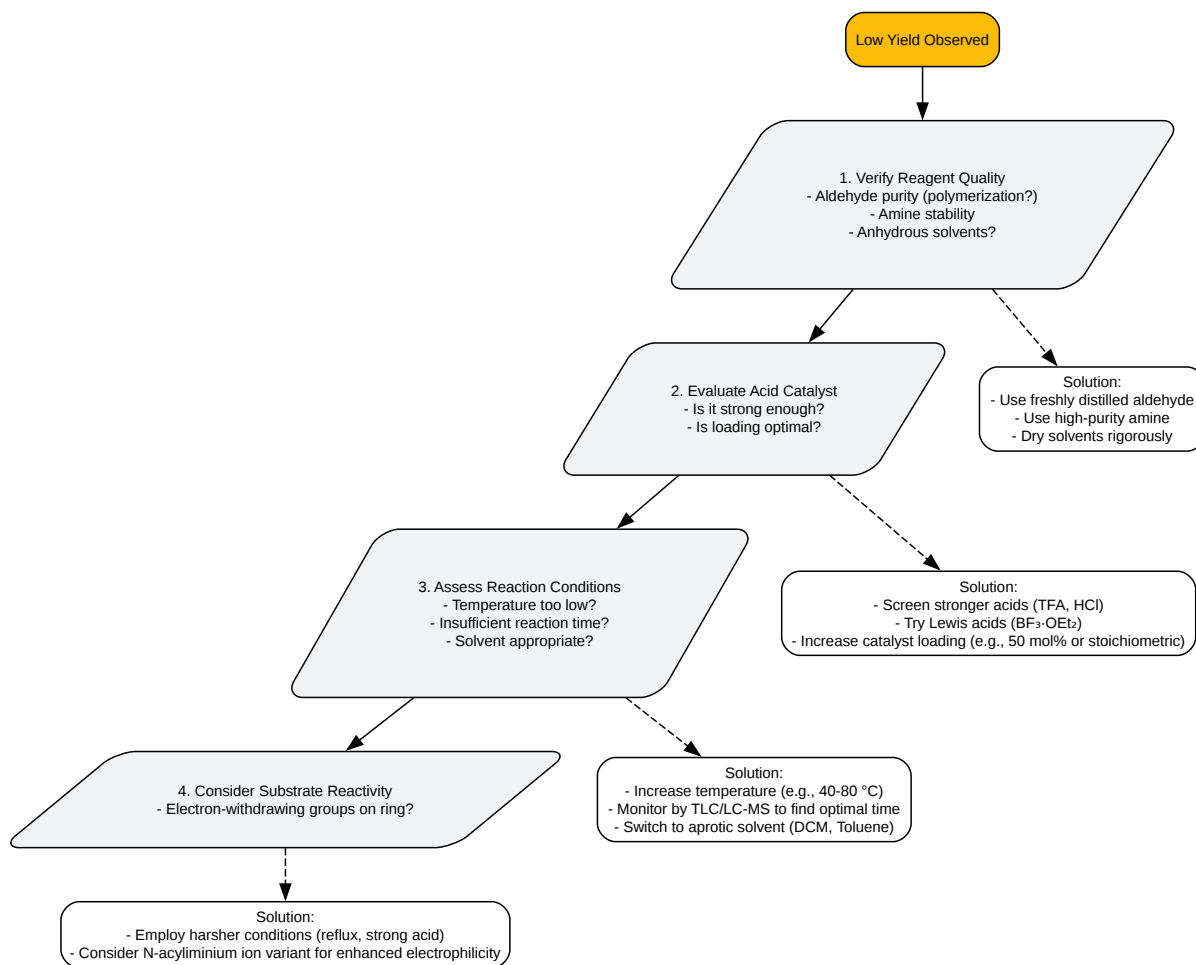 Low Yield Observed
1. Verify Reagent Quality
- Aldehyde purity (polymerization?)
- Amine stability
- Anhydrous solvents?
Solution:
- Use freshly distilled aldehyde
- Use high-purity amine
- Dry solvents rigorously
2. Evaluate Acid Catalyst
- Is it strong enough?
- Is loading optimal?
Solution:
- Screen stronger acids (TFA, HCl)
- Try Lewis acids (BF₃·OEt₂)
- Increase catalyst loading (e.g., 50 mol% or stoichiometric)
3. Assess Reaction Conditions
- Temperature too low?
- Insufficient reaction time?
- Solvent appropriate?
Solution:
- Increase temperature (e.g., 40-80 °C)
- Monitor by TLC/LC-MS to find optimal time
- Switch to aprotic solvent (DCM, Toluene)
4. Consider Substrate Reactivity
- Electron-withdrawing groups on ring?
Solution:
- Employ harsher conditions (reflux, strong acid)
- Consider N-acyliminium ion variant for enhanced electrophilicity